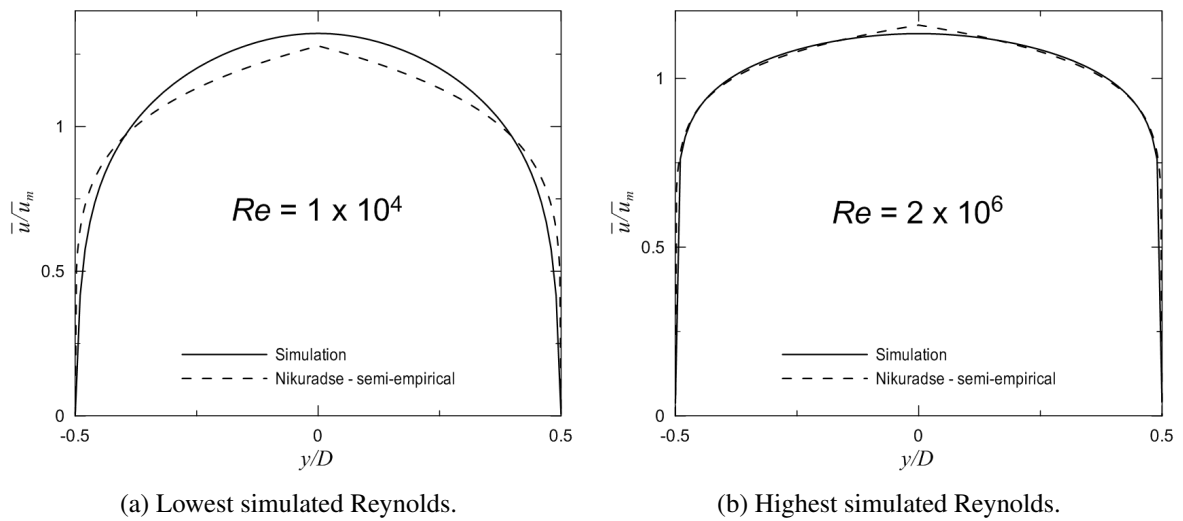 1
0.5
0
-0.5
0
0.5
u/u_m
y/D
Re = 1 x 10^4
Simulation
Nikuradse - semi-empirical
(a) Lowest simulated Reynolds.
1
0.5
0
-0.5
0
0.5
u/u_m
y/D
Re = 2 x 10^6
Simulation
Nikuradse - semi-empirical
(b) Highest simulated Reynolds.